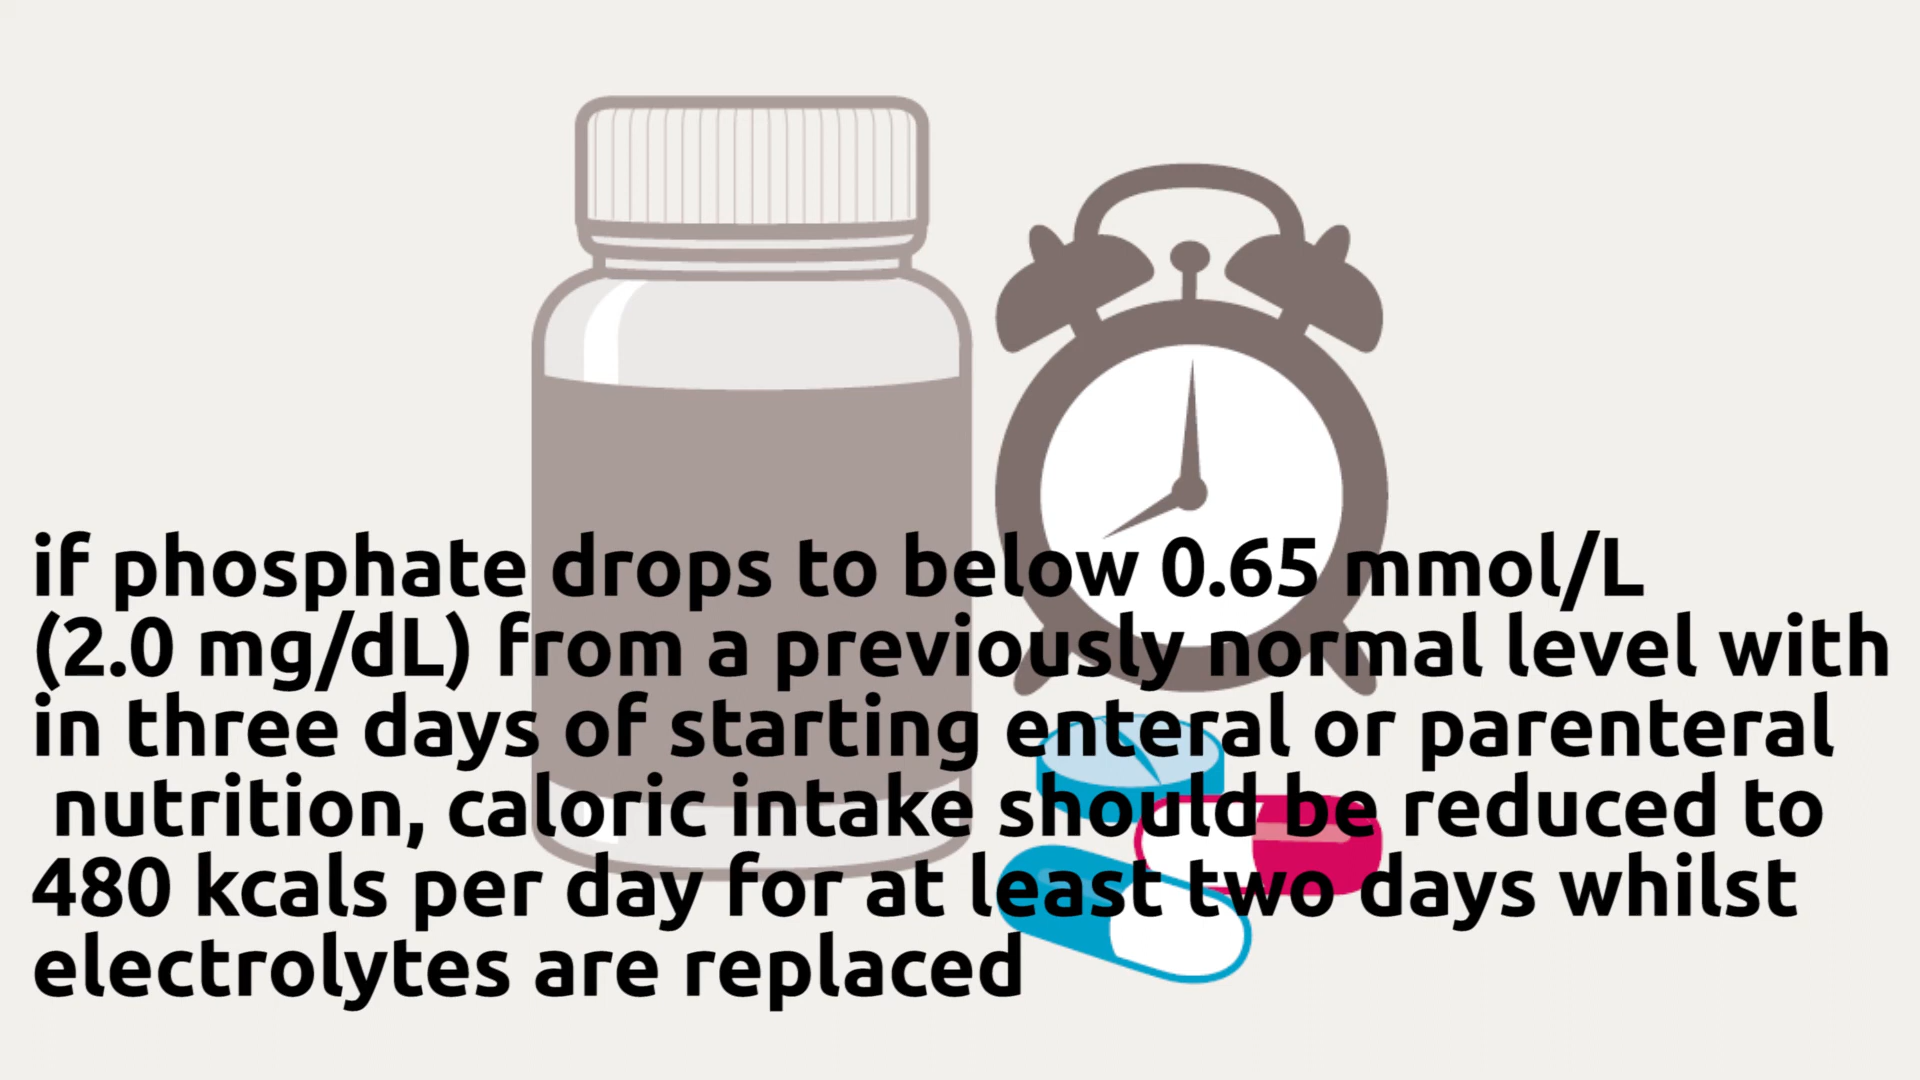 if phosphate drops to below 0.65 mmol/L
(2.0 mg/dL) from a previously normal level with
in three days of starting enteral or parenteral
nutrition, caloric intake should be reduced to
480 kcals per day for at least two days whilst
electrolytes are replaced